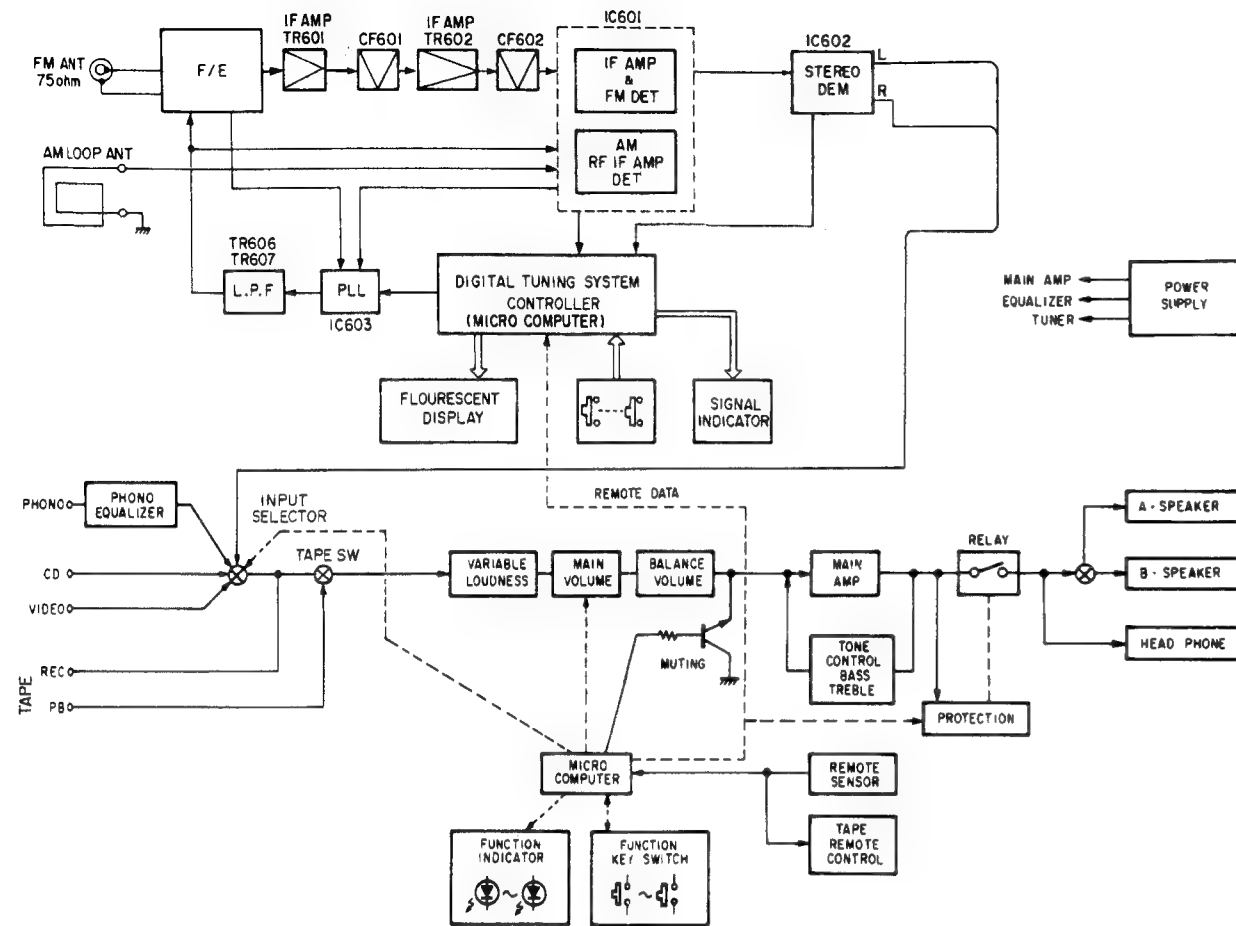 IF AMP
TR601
CF601
IF AMP
TR602
CF602
IC601
IC602
FM ANT
75ohm
F/E
IF AMP
&
FM DET
STEREO
DEM
L
R
AM LOOP ANT
AM
RF IF AMP
DET
TR606
TR607
L.P.F
PLL
IC603
DIGITAL TUNING SYSTEM
CONTROLLER
(MICRO COMPUTER)
MAIN AMP
EQUALIZER
TUNER
POWER
SUPPLY
FLOURESCENT
DISPLAY
SIGNAL
INDICATOR
REMOTE DATA
PHONO
PHONO
EQUALIZER
INPUT
SELECTOR
TAPE SW
CD
VIDEO
REC
PB
TAPE
VARIABLE
LOUDNESS
MAIN
VOLUME
BALANCE
VOLUME
MUTING
MAIN
AMP
TONE
CONTROL
BASS
TREBLE
RELAY
PROTECTION
A - SPEAKER
B - SPEAKER
HEAD PHONE
MICRO
COMPUTER
REMOTE
SENSOR
TAPE
REMOTE
CONTROL
FUNCTION
INDICATOR
FUNCTION
KEY SWITCH